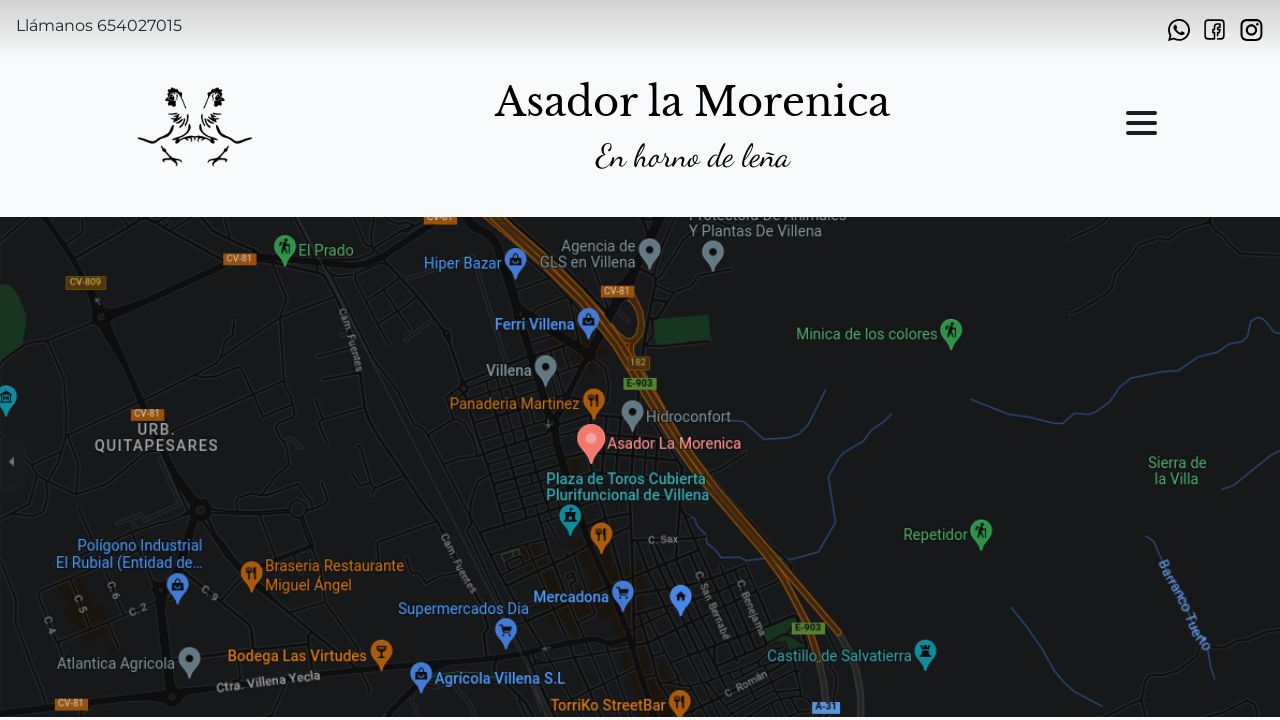 Llámanos 654027015
Asador la Morenica
En horno de leña
CV-81
Protectora De Animales
Y Plantas De Villena
El Prado
CV-81
Agencia de
GLS en Villena
Hiper Bazar
CV-809
CV-81
Cam. Fuentes
Ferri Villena
Minica de los colores
182
Villena
E-903
Panaderia Martinez
CV-81
Hidroconfort
URB.
QUITAPESARES
Asador La Morenica
Sierra de
la Villa
Plaza de Toros Cubierta
Plurifuncional de Villena
Repetidor
C. Sax
Polígono Industrial
El Rubial (Entidad de...
Cam. Fuentes
Braseria Restaurante
Miguel Ángel
C. 6
C. 5
C. 2
C. 9
C. 4
Mercadona
C. San Bernabé
C. Benejama
Barranco Tuerto
Supermercados Dia
E-903
Bodega Las Virtudes
Castillo de Salvatierra
Atlantica Agricola
Ctra. Villena Yecla
Agrícola Villena S.L
C. Román
CV-81
TorriKo StreetBar
A-31